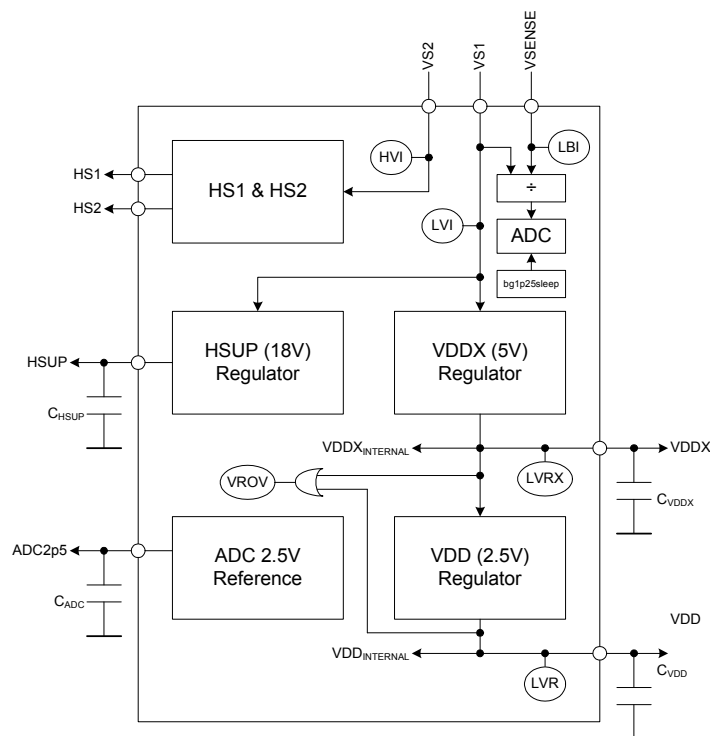 VS2
VS1
VSENSE
HVI
LBI
HS1
HS2
HS1 & HS2
÷
LVI
ADC
bg1p25sleep
HSUP (18V)
Regulator
VDDX (5V)
Regulator
HSUP
CHSUP
VDDXINTERNAL
VDDX
LVRX
CVDDX
VROV
ADC2p5
ADC 2.5V
Reference
VDD (2.5V)
Regulator
CADC
VDD
VDDINTERNAL
LVR
CVDD